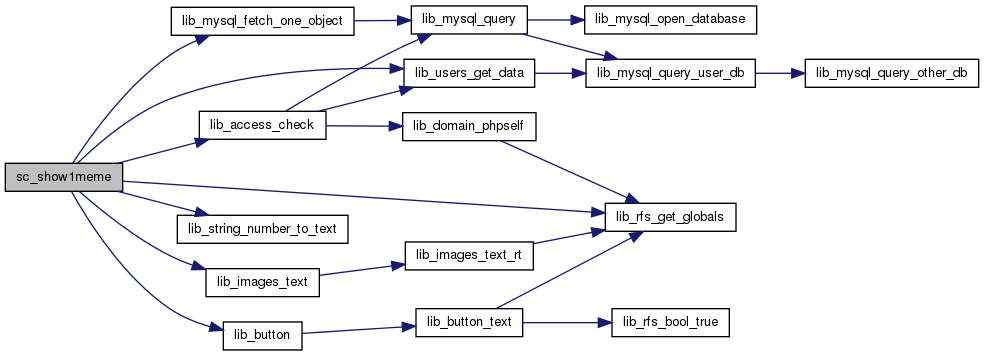 lib_mysql_fetch_one_object
lib_mysql_query
lib_mysql_open_database
lib_users_get_data
lib_mysql_query_user_db
lib_mysql_query_other_db
lib_access_check
lib_domain_phpself
sc_show1meme
lib_rfs_get_globals
lib_string_number_to_text
lib_images_text_rt
lib_images_text
lib_button_text
lib_rfs_bool_true
lib_button